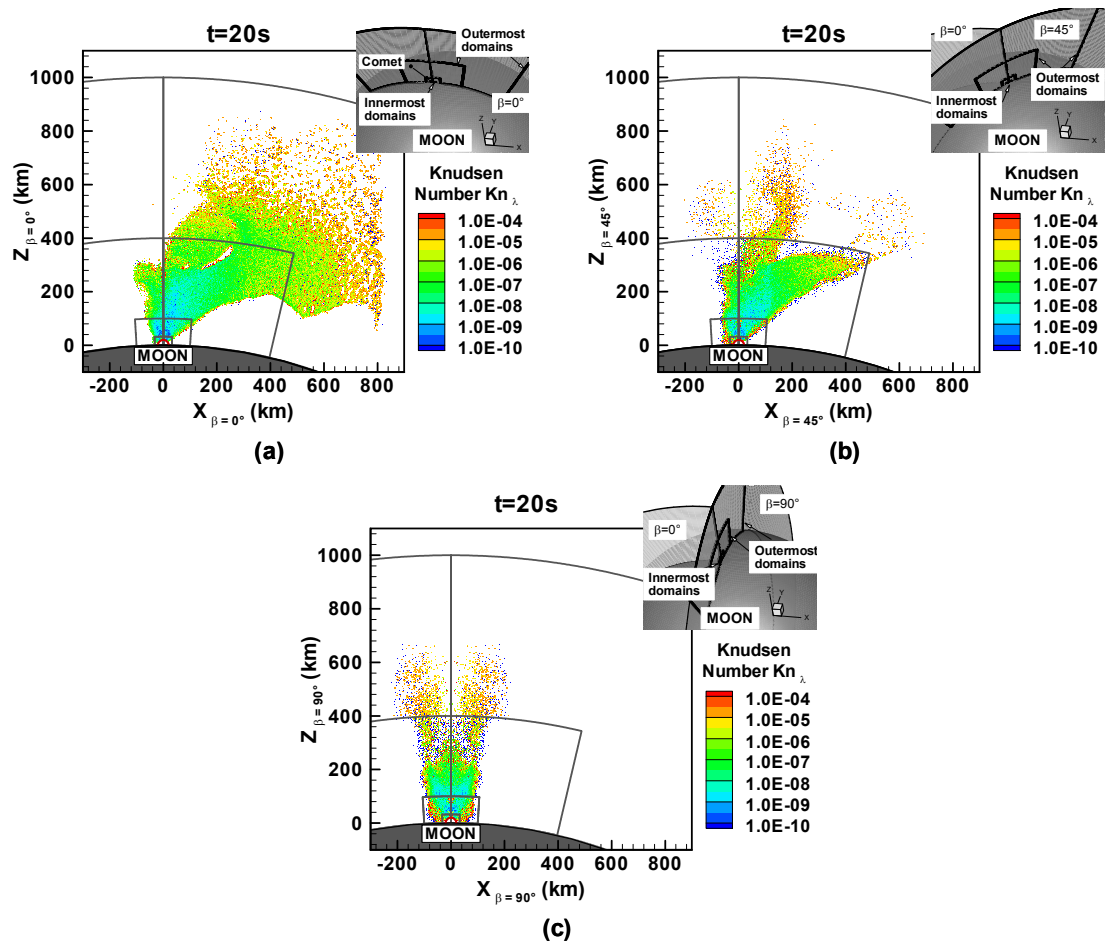 t=20s
Comet
Outermost
domains
Innermost
domains
β=0°
MOON
Z
Y
X
Knudsen
Number Kn λ
1.0E-04
1.0E-05
1.0E-06
1.0E-07
1.0E-08
1.0E-09
1.0E-10
Z β = 0° (km)
1000
800
600
400
200
0
MOON
-200 0 200 400 600 800
X β = 0° (km)
(a)
t=20s
β=0°
β=45°
Outermost
domains
Innermost
domains
MOON
Z
Y
X
Knudsen
Number Kn λ
1.0E-04
1.0E-05
1.0E-06
1.0E-07
1.0E-08
1.0E-09
1.0E-10
Z β = 45° (km)
1000
800
600
400
200
0
MOON
-200 0 200 400 600 800
X β = 45° (km)
(b)
t=20s
β=90°
β=0°
Outermost
domains
Innermost
domains
MOON
Z
Y
X
Knudsen
Number Kn λ
1.0E-04
1.0E-05
1.0E-06
1.0E-07
1.0E-08
1.0E-09
1.0E-10
Z β = 90° (km)
1000
800
600
400
200
0
MOON
-200 0 200 400 600 800
X β = 90° (km)
(c)